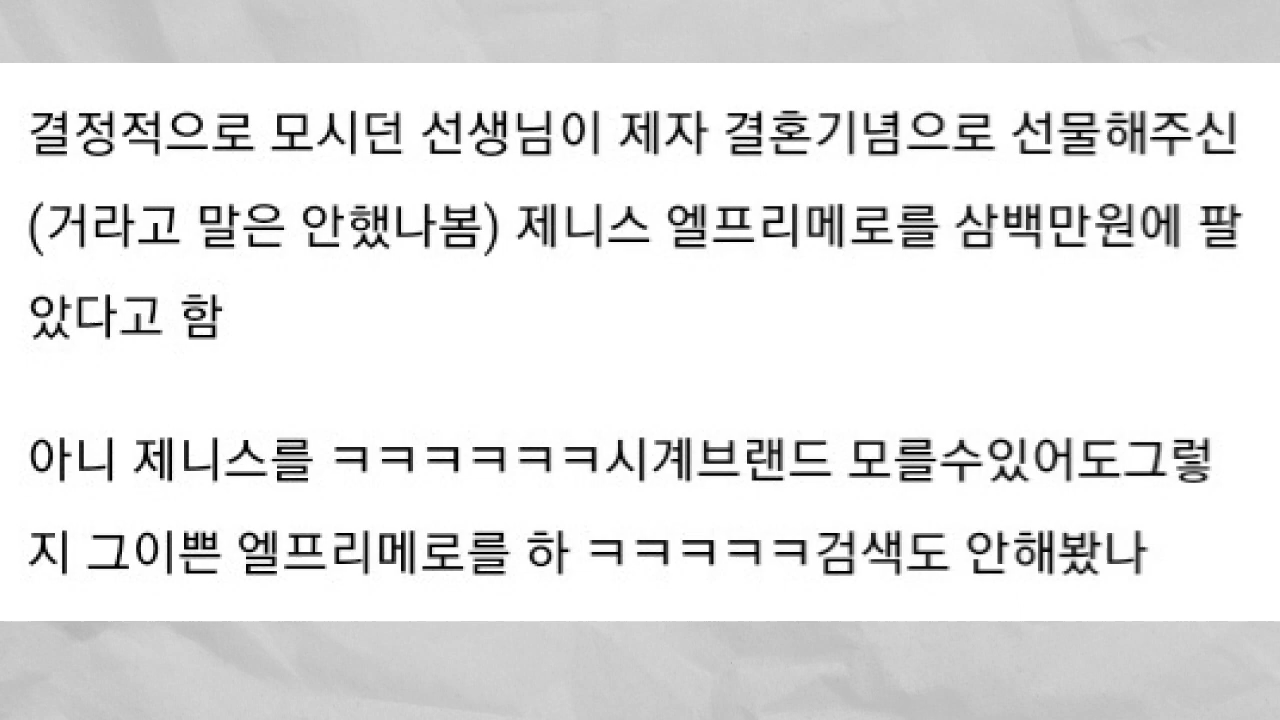 결정적으로 모시던 선생님이 제자 결혼기념으로 선물해주신
(거라고 말은 안했나봄) 제니스 엘프리메로를 삼백만원에 팔
았다고 함
아니 제니스를 ㅋㅋㅋㅋㅋㅋ시계브랜드 모를수있어도그렇
지 그이쁜 엘프리메로를 하 ㅋㅋㅋㅋㅋ검색도 안해봤나